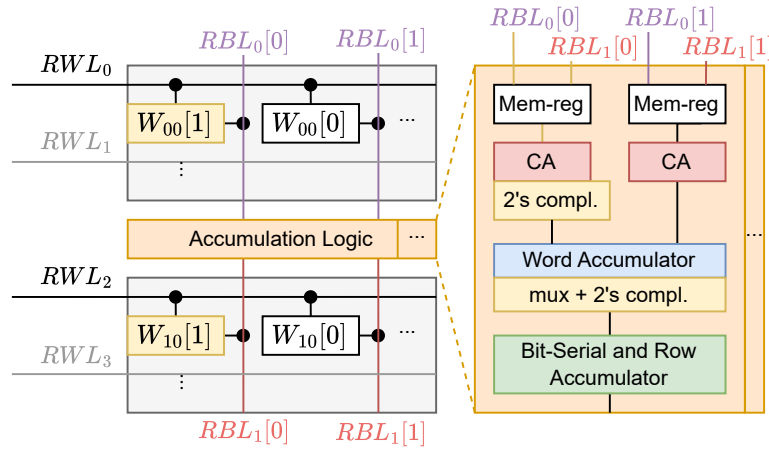 RBL₀[0]
RBL₀[1]
RWL₀
W₀₀[1]
W₀₀[0]
...
RWL₁
⋮
Accumulation Logic
...
RWL₂
W₁₀[1]
W₁₀[0]
...
RWL₃
⋮
RBL₁[0]
RBL₁[1]
RBL₀[0]
RBL₀[1]
RBL₁[0]
RBL₁[1]
Mem-reg
Mem-reg
CA
CA
2's compl.
...
Word Accumulator
mux + 2's compl.
Bit-Serial and Row
Accumulator